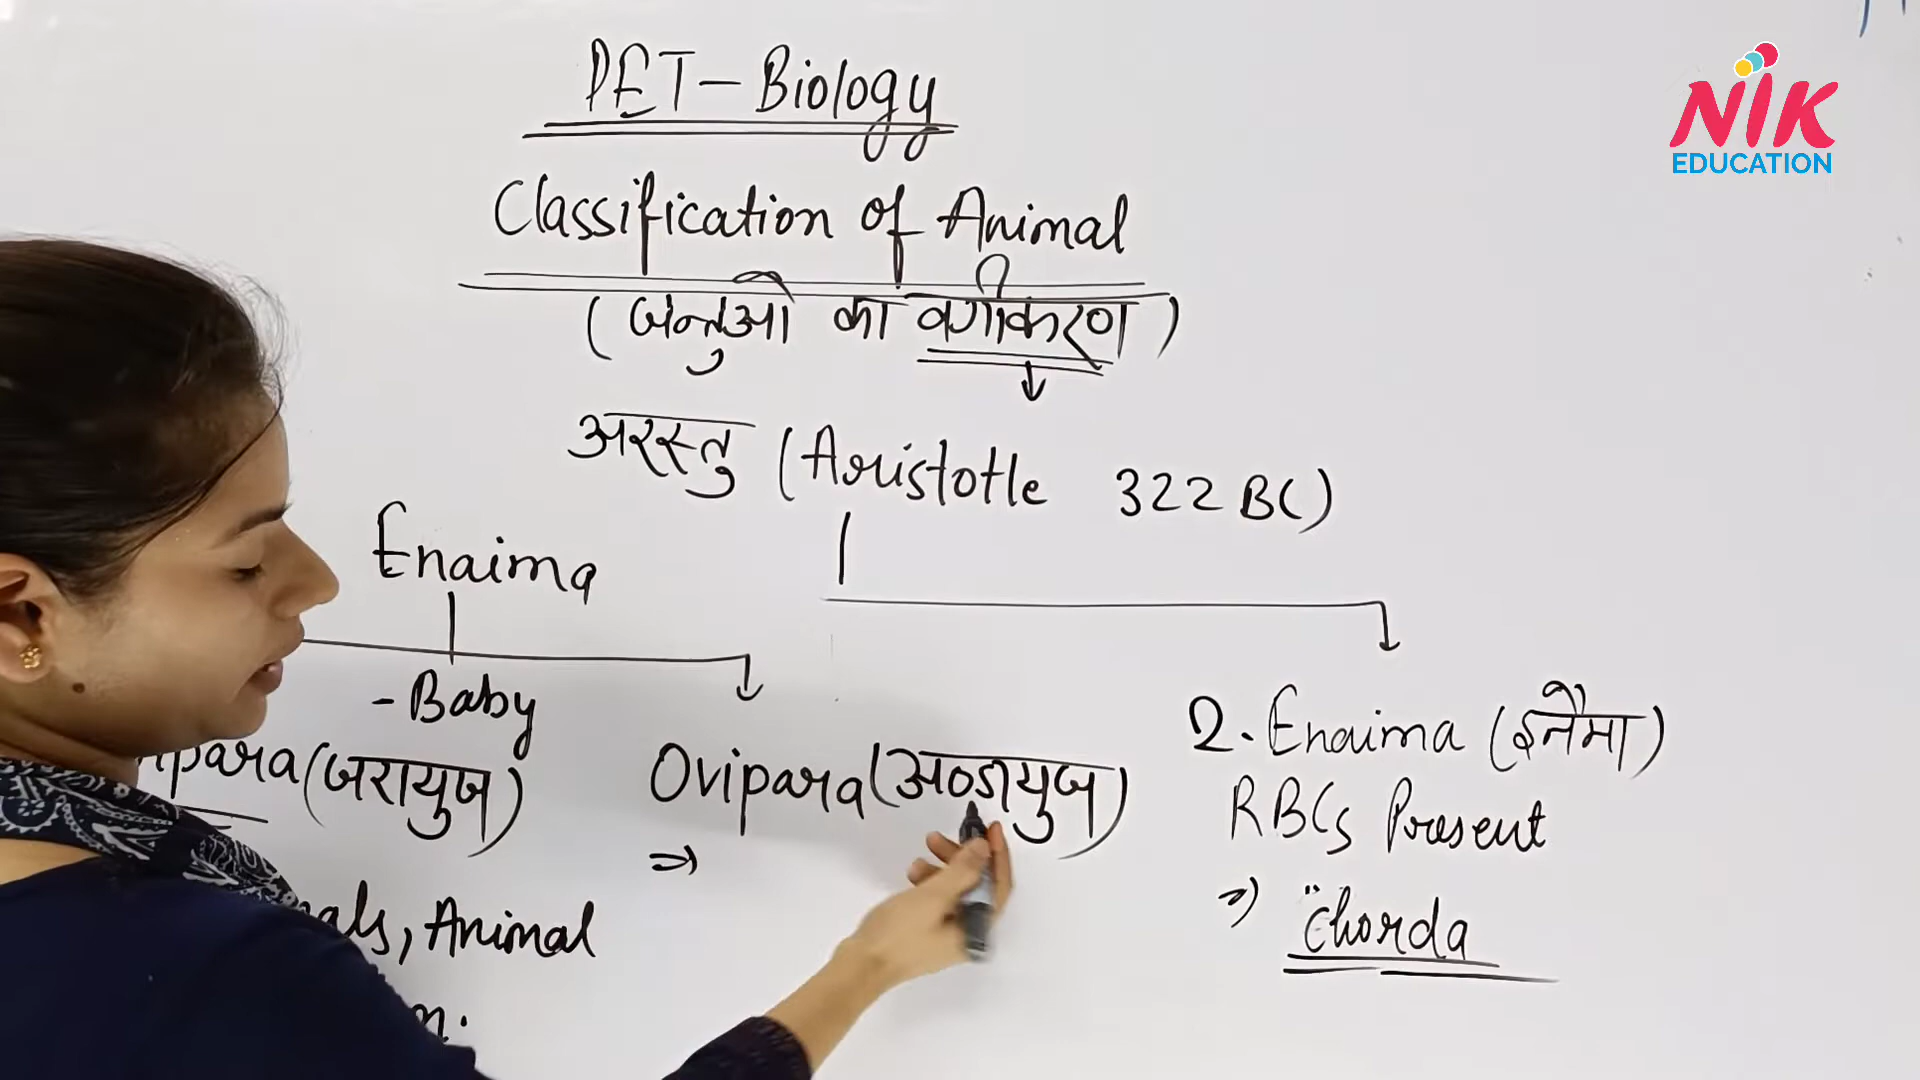 PET - Biology
NIK
EDUCATION
Classification of Animal
(जन्तुओं का वर्गीकरण)
अरस्तु (Aristotle 322 BC)
Enaima
- Baby
(जरायुज)
Ovipara (अण्डायुज)
⇒
, Animal
2. Enaima (इनैमा)
RBCs Present
⇒ "Chorda